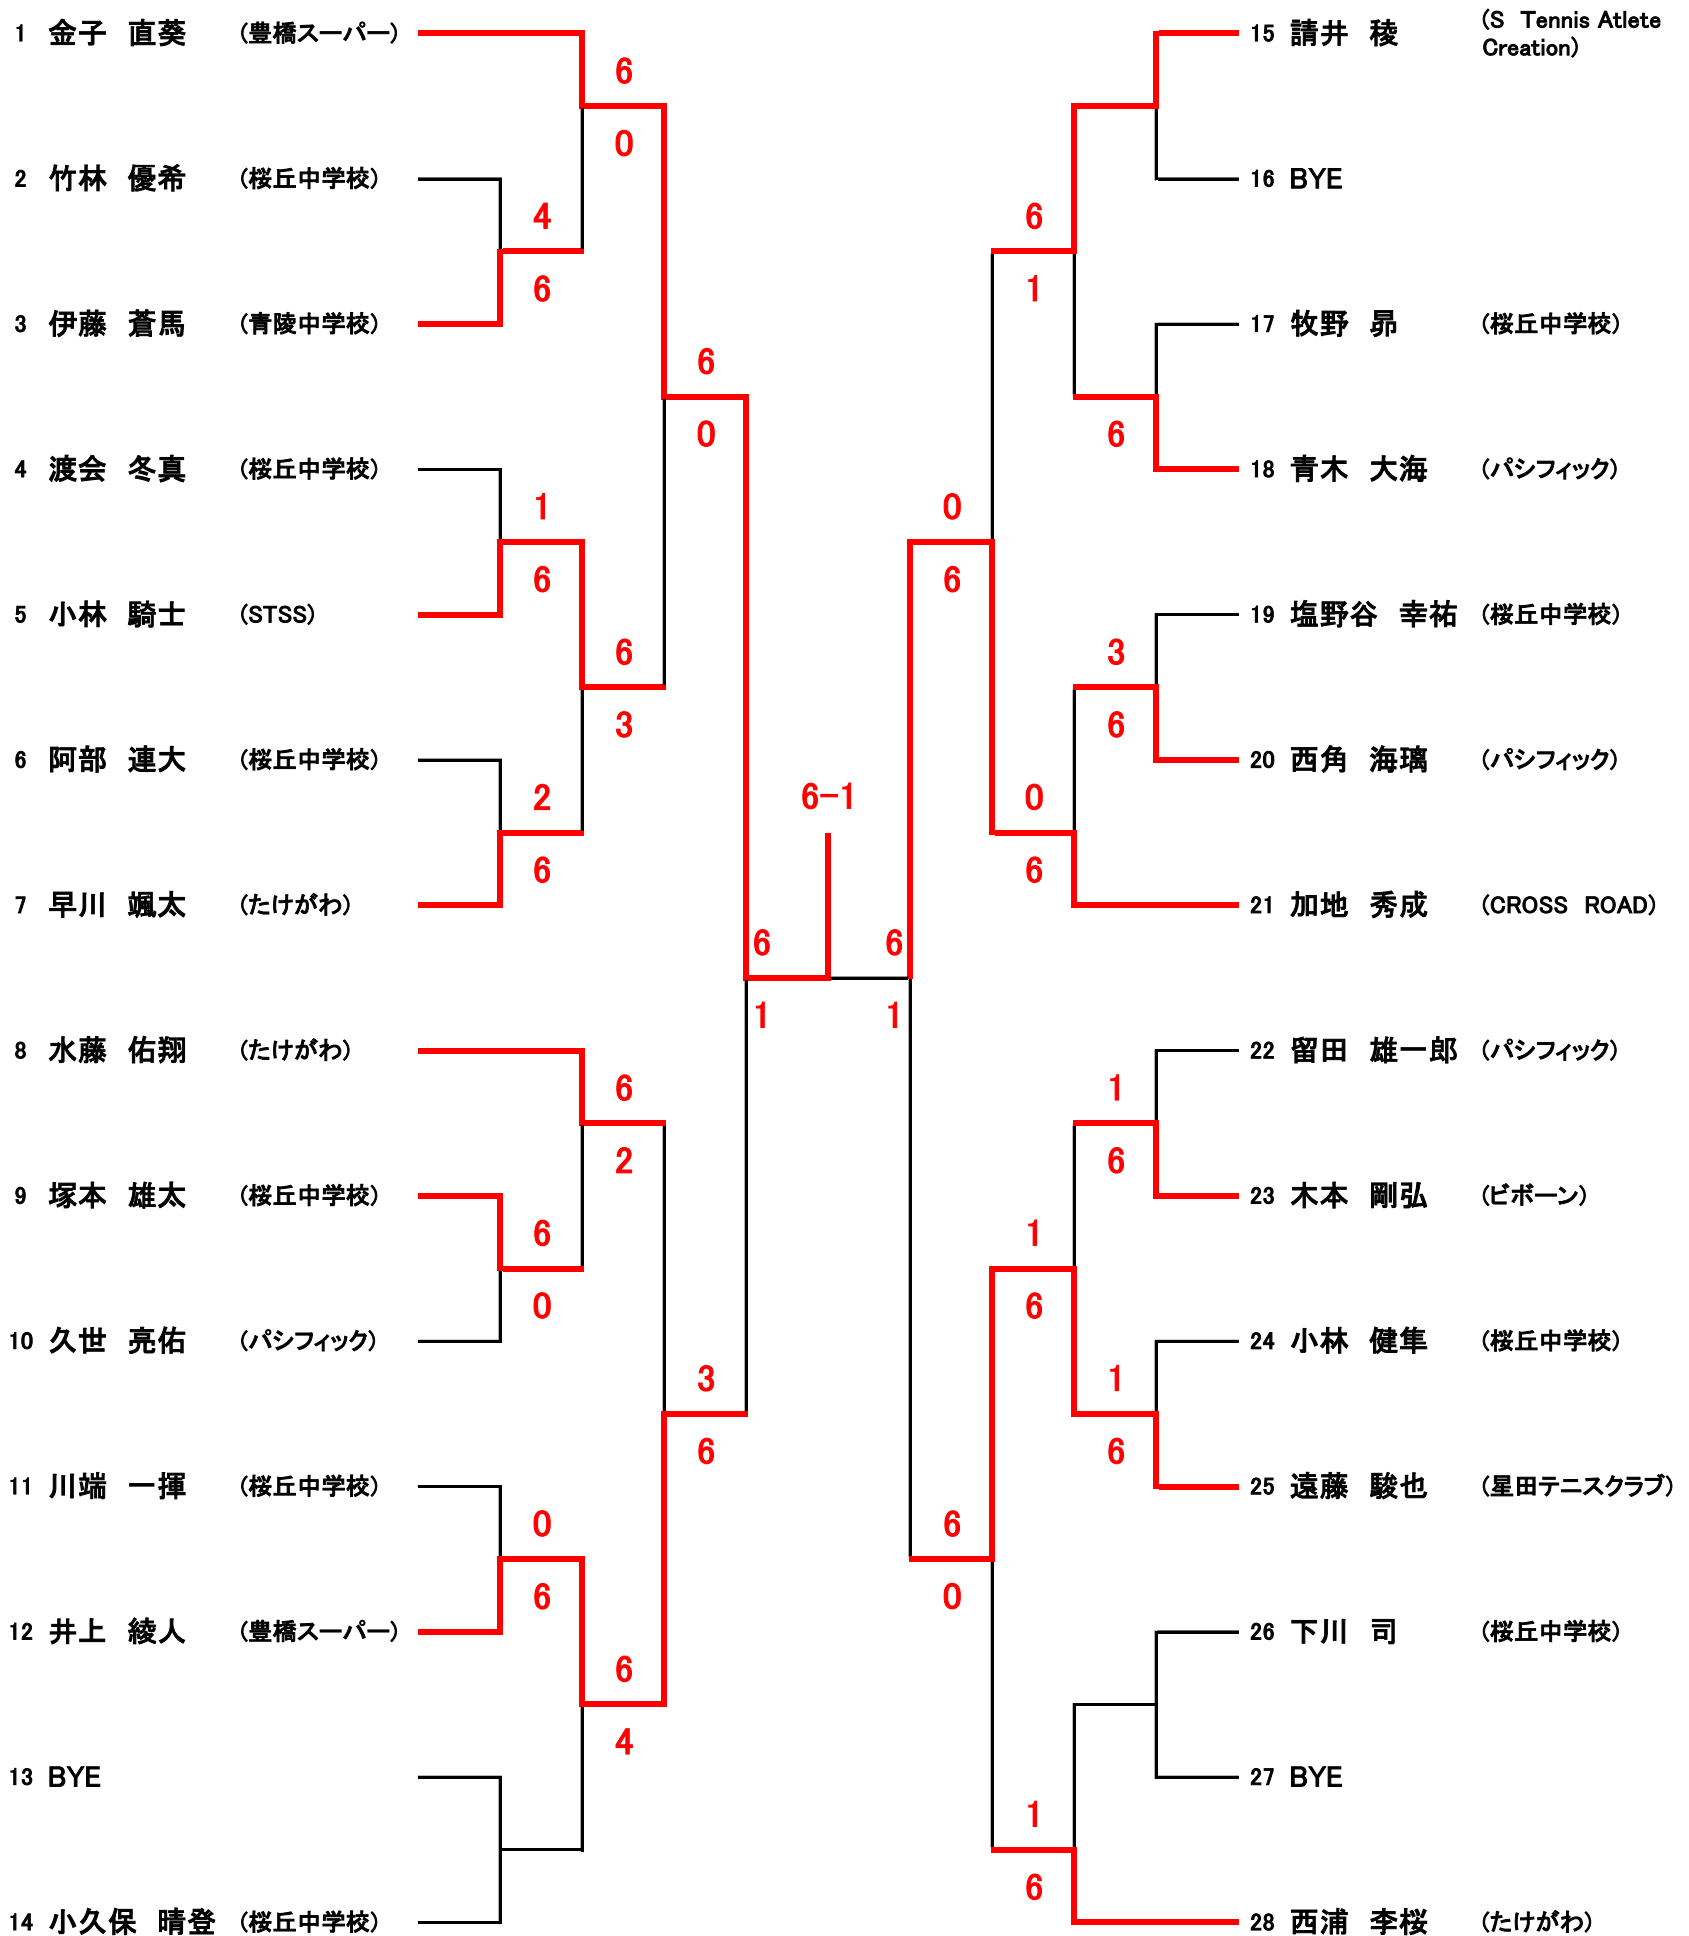 1 金子 直葵 (豊橋スーパー)
6
0
2 竹林 優希 (桜丘中学校)
4
6
3 伊藤 蒼馬 (青陵中学校)
6
0
4 渡会 冬真 (桜丘中学校)
1
6
5 小林 騎士 (STSS)
6
3
6 阿部 連大 (桜丘中学校)
2
6
7 早川 颯太 (たけがわ)
6
1
8 水藤 佑翔 (たけがわ)
6
2
9 塚本 雄太 (桜丘中学校)
6
0
10 久世 亮佑 (パシフィック)
3
6
11 川端 一揮 (桜丘中学校)
0
6
12 井上 綾人 (豊橋スーパー)
6
4
13 BYE
14 小久保 晴登 (桜丘中学校)
6-1
15 請井 稜 (S Tennis Atlete
Creation)
16 BYE
6
1
17 牧野 昴 (桜丘中学校)
6
18 青木 大海 (パシフィック)
0
6
19 塩野谷 幸祐 (桜丘中学校)
3
6
20 西角 海璃 (パシフィック)
0
6
21 加地 秀成 (CROSS ROAD)
6
1
22 留田 雄一郎 (パシフィック)
1
6
23 木本 剛弘 (ビボーン)
1
6
24 小林 健隼 (桜丘中学校)
1
6
25 遠藤 駿也 (星田テニスクラブ)
6
0
26 下川 司 (桜丘中学校)
27 BYE
1
6
28 西浦 李桜 (たけがわ)